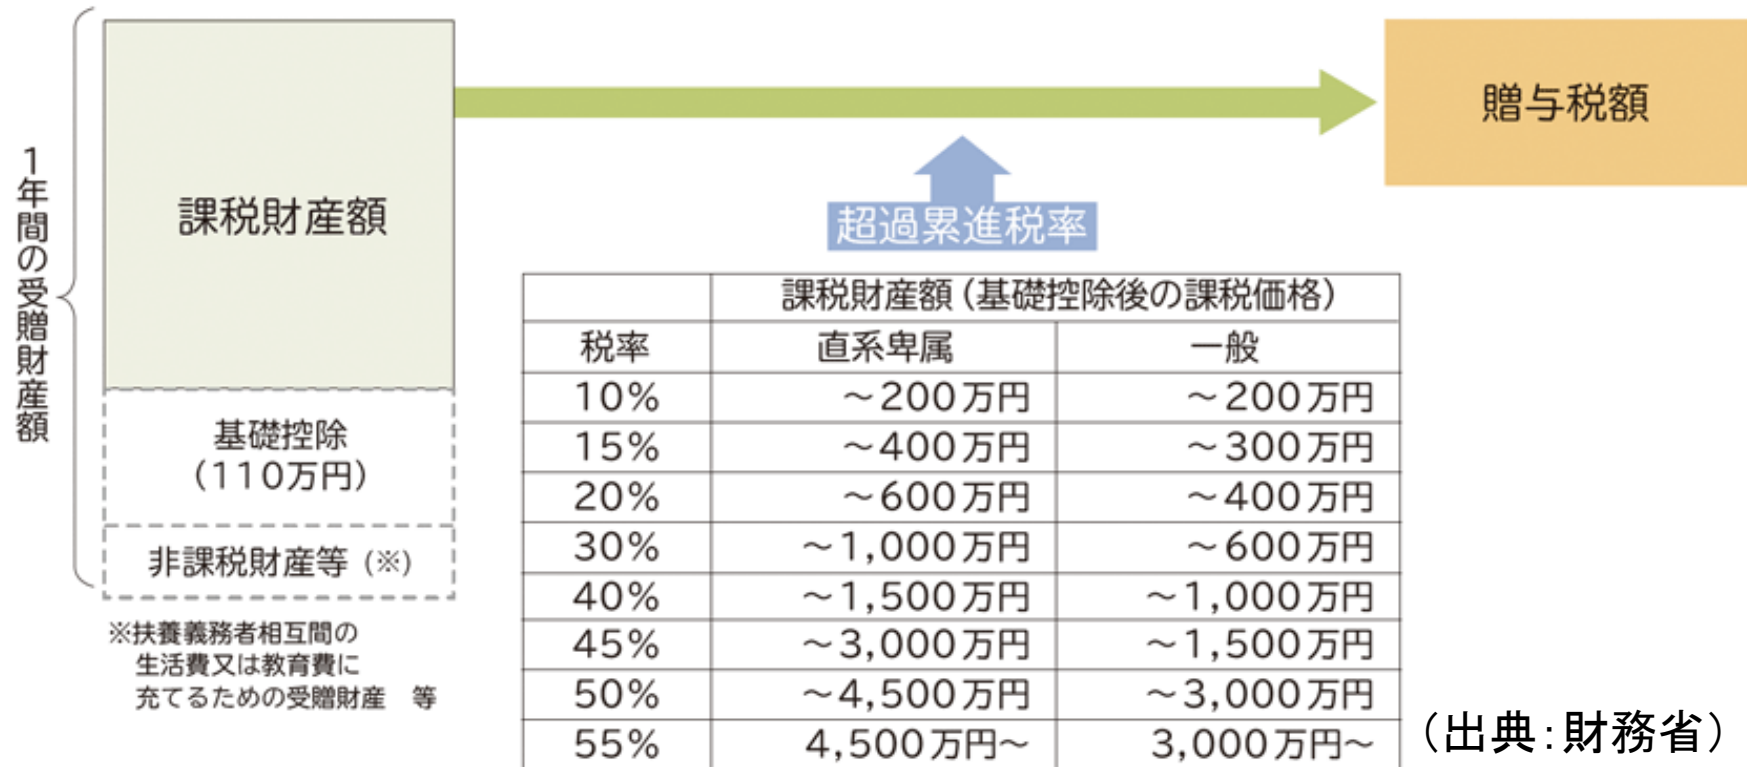 1年間の受贈財産額
課税財産額
基礎控除
（110万円）
非課税財産等 (※)
※扶養義務者相互間の
生活費又は教育費に
充てるための受贈財産　等
贈与税額
超過累進税率
課税財産額（基礎控除後の課税価格）
税率 直系卑属 一般
10% ～200万円 ～200万円
15% ～400万円 ～300万円
20% ～600万円 ～400万円
30% ～1,000万円 ～600万円
40% ～1,500万円 ～1,000万円
45% ～3,000万円 ～1,500万円
50% ～4,500万円 ～3,000万円
55% 4,500万円～ 3,000万円～
（出典：財務省）